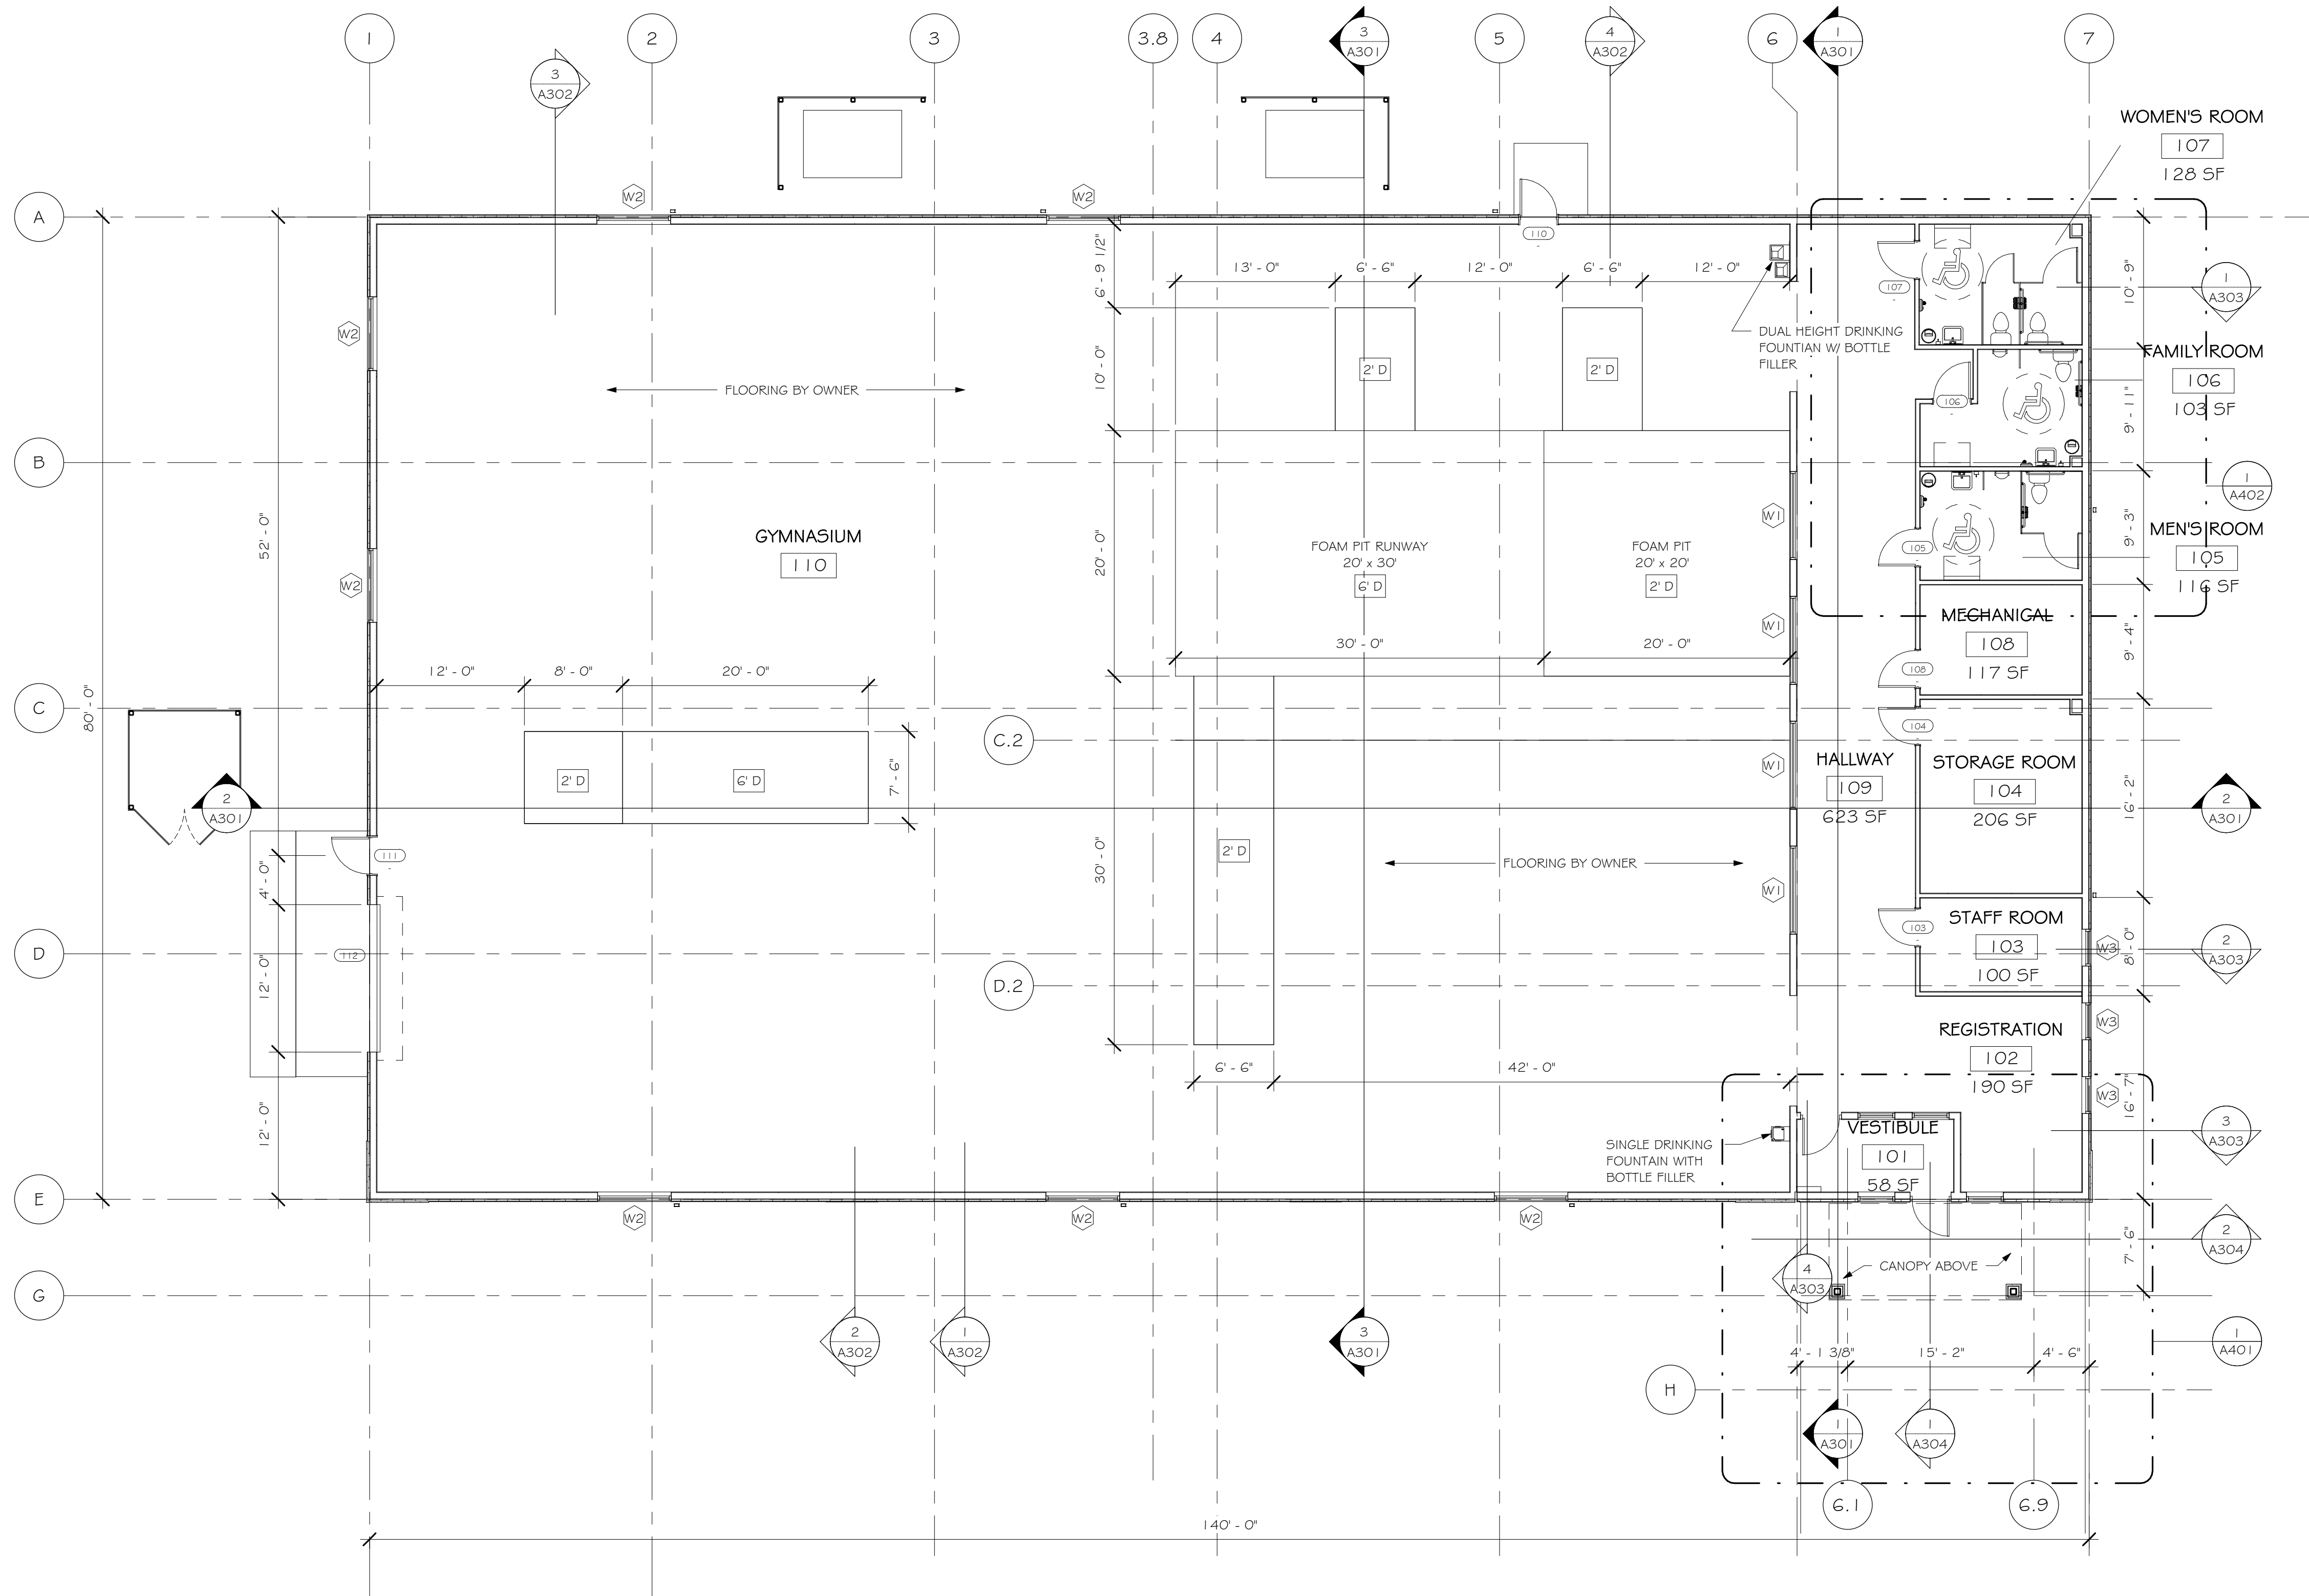 1
2
3
3.8
4
3
A301
5
4
A302
6
1
A301
7
3
A302
WOMEN'S ROOM
107
128 SF
W2
W2
A
110
6' - 9 1/2"
13' - 0"
6' - 6"
12' - 0"
6' - 6"
12' - 0"
107
10' - 9"
1
A303
W2
DUAL HEIGHT DRINKING
FOUNTIAN W/ BOTTLE
FILLER
FAMILY ROOM
106
103 SF
10' - 0"
2' D
2' D
FLOORING BY OWNER
106
9' - 11"
B
1
A402
52' - 0"
GYMNASIUM
110
20' - 0"
FOAM PIT RUNWAY
20' x 30'
6' D
FOAM PIT
20' x 20'
2' D
W1
105
9' - 3"
MEN'S ROOM
105
116 SF
W2
W1
MECHANICAL
108
117 SF
108
9' - 4"
12' - 0"
8' - 0"
20' - 0"
30' - 0"
20' - 0"
80' - 0"
C
C.2
104
2' D
6' D
7' - 6"
W1
HALLWAY
109
623 SF
STORAGE ROOM
104
206 SF
16' - 2"
2
A301
2
A301
111
2' D
30' - 0"
FLOORING BY OWNER
W1
4' - 0"
103
STAFF ROOM
103
100 SF
W3
8' - 0"
2
A303
D
112
12' - 0"
D.2
W3
REGISTRATION
102
190 SF
6' - 6"
42' - 0"
W3
16' - 7"
12' - 0"
SINGLE DRINKING
FOUNTAIN WITH
BOTTLE FILLER
VESTIBULE
101
58 SF
3
A303
E
W2
W2
W2
2
A304
7' - 6"
CANOPY ABOVE
4
A303
G
2
A302
1
A302
3
A301
4' - 1 3/8"
15' - 2"
4' - 6"
1
A401
H
1
A301
1
A304
6.1
6.9
140' - 0"